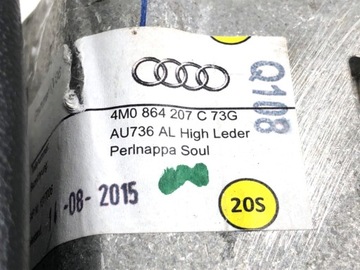 4M0 864 207 C 73G
AU736 AL High Leder
Perlnappa Soul
Q108
-08- 2015
20S